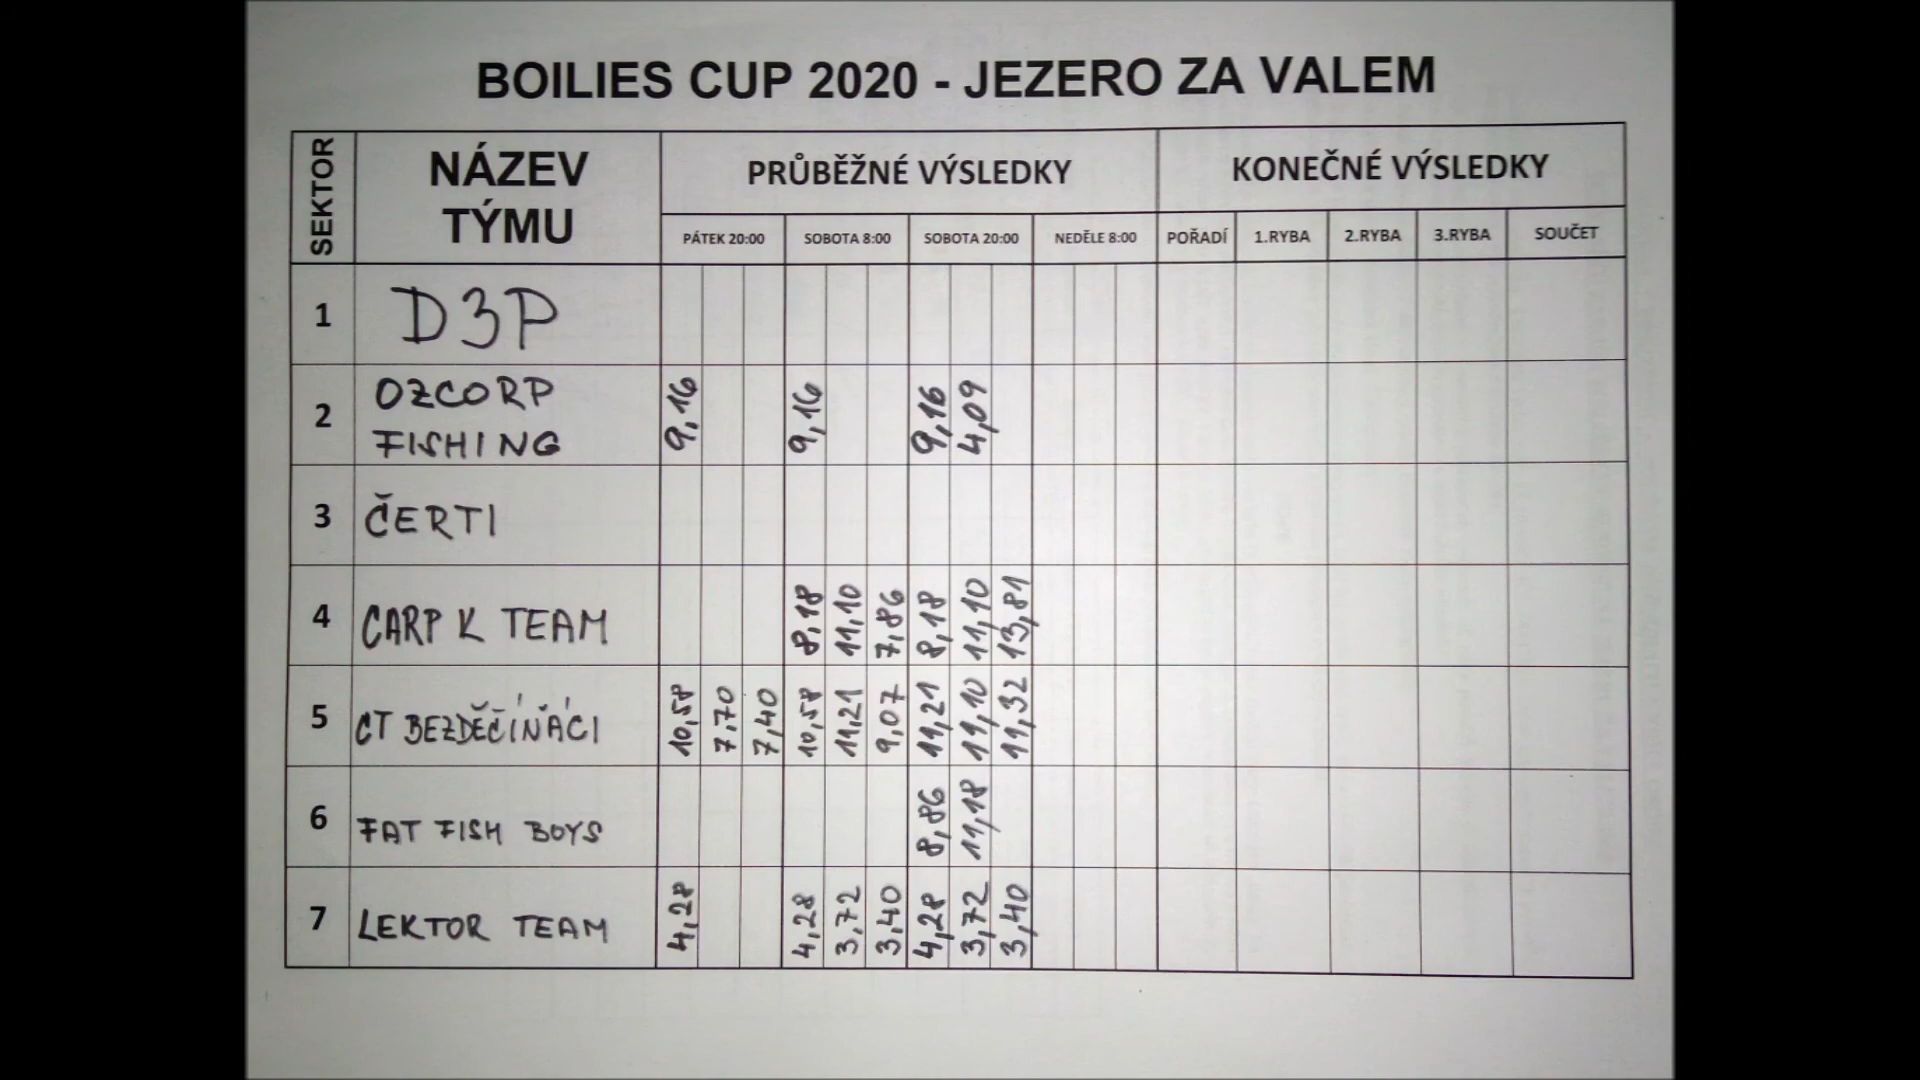 BOILIES CUP 2020 - JEZERO ZA VALEM
SEKTOR NÁZEV TÝMU PRŮBĚŽNÉ VÝSLEDKY KONEČNÉ VÝSLEDKY
PÁTEK 20:00 SOBOTA 8:00 SOBOTA 20:00 NEDĚLE 8:00 POŘADÍ 1.RYBA 2.RYBA 3.RYBA SOUČET
1 D3P
2 OZCORP FISHING 9,16 9,16 9,16 4,09
3 ČERTI
4 CARP K TEAM 8,18 11,10 7,86 8,18 11,10 13,81
5 CT BEZDĚČÍŇÁCI 10,58 7,70 7,40 10,58 11,21 9,07 11,21 11,10 11,32
6 FAT FISH BOYS 8,86 11,18
7 LEKTOR TEAM 4,28 4,28 3,72 3,40 4,28 3,72 3,40